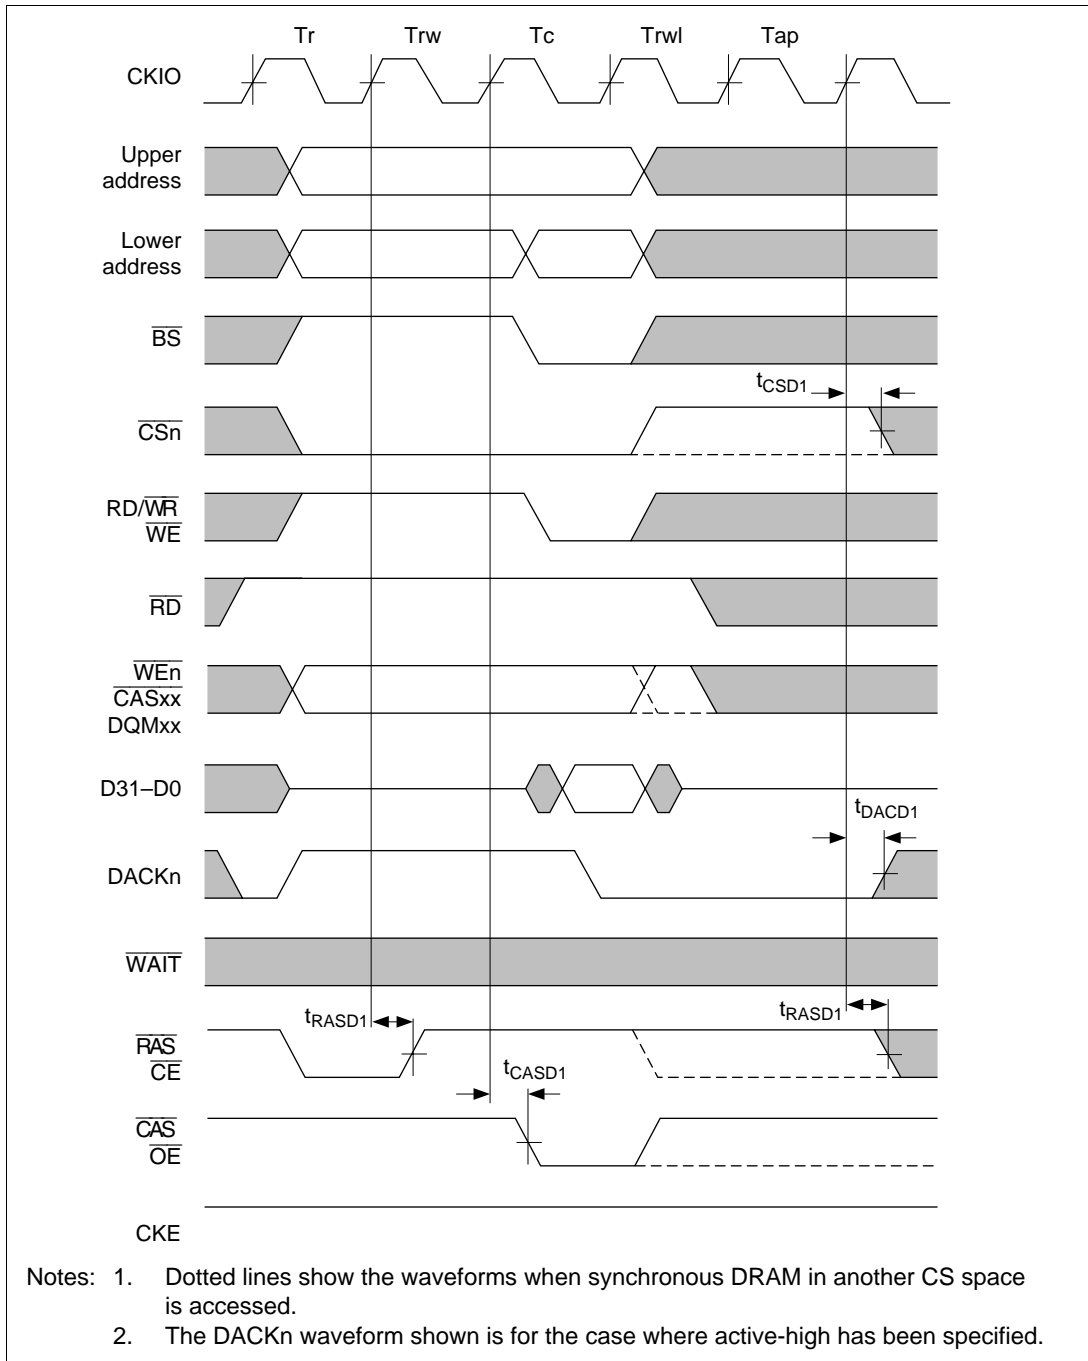 Tr Trw Tc Trwl Tap
CKIO
Upper
address
Lower
address
BS
tCSD1
CSn
RD/WR
WE
RD
WEn
CASxx
DQMxx
D31–D0
tDACD1
DACKn
WAIT
tRASD1 tRASD1
RAS
CE
tCASD1
CAS
OE
CKE
Notes: 1. Dotted lines show the waveforms when synchronous DRAM in another CS space
is accessed.
2. The DACKn waveform shown is for the case where active-high has been specified.